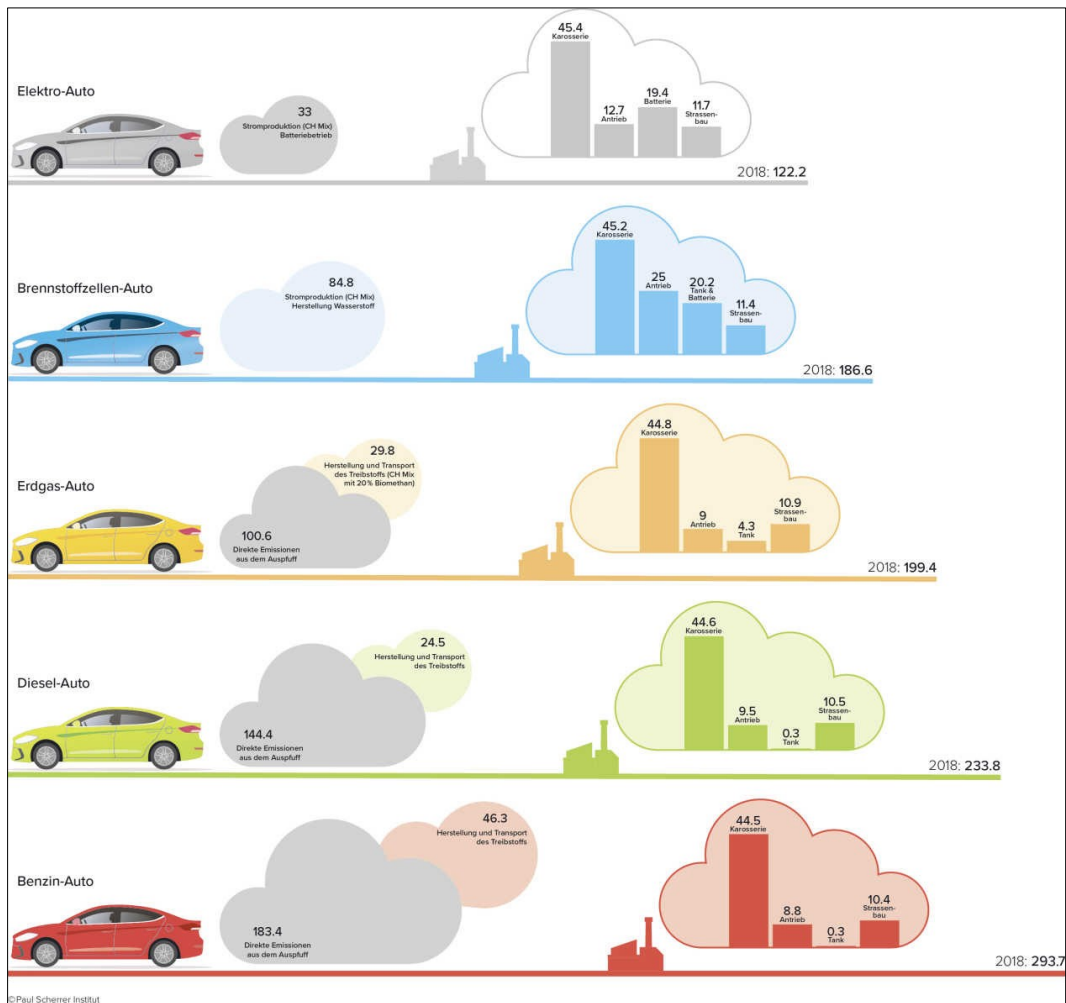 45.4
Karosserie
Elektro-Auto
33
Stromproduktion (CH Mix)
Batteriebetrieb
12.7
Antrieb
19.4
Batterie
11.7
Strassen-
bau
2018: 122.2
45.2
Karosserie
Brennstoffzellen-Auto
84.8
Stromproduktion (CH Mix)
Herstellung Wasserstoff
25
Antrieb
20.2
Tank &
Batterie
11.4
Strassen-
bau
2018: 186.6
44.8
Karosserie
Erdgas-Auto
29.8
Herstellung und Transport
des Treibstoffs (CH Mix
mit 20% Biomethan)
100.6
Direkte Emissionen
aus dem Auspfuff
9
Antrieb
4.3
Tank
10.9
Strassen-
bau
2018: 199.4
44.6
Karosserie
Diesel-Auto
24.5
Herstellung und Transport
des Treibstoffs
144.4
Direkte Emissionen
aus dem Auspfuff
9.5
Antrieb
0.3
Tank
10.5
Strassen-
bau
2018: 233.8
44.5
Karosserie
Benzin-Auto
46.3
Herstellung und Transport
des Treibstoffs
183.4
Direkte Emissionen
aus dem Auspfuff
8.8
Antrieb
0.3
Tank
10.4
Strassen-
bau
2018: 293.7
©Paul Scherrer Institut